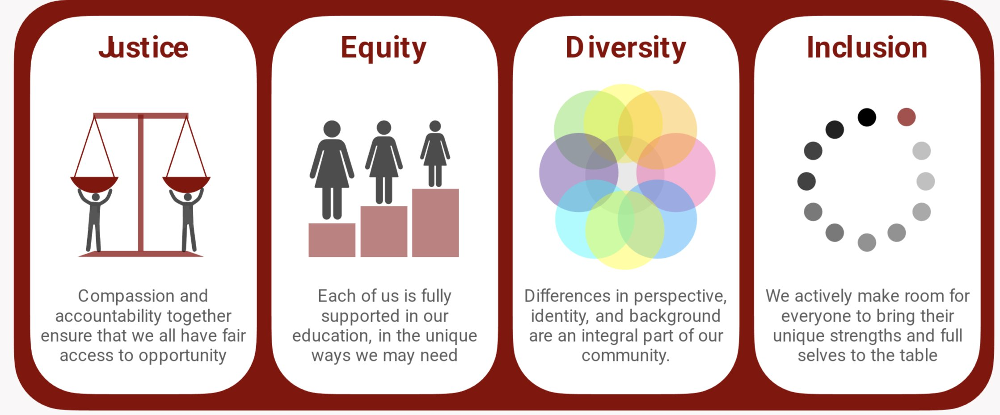 Justice
Compassion and
accountability together
ensure that we all have fair
access to opportunity
Equity
Each of us is fully
supported in our
education, in the unique
ways we may need
Diversity
Differences in perspective,
identity, and background
are an integral part of our
community.
Inclusion
We actively make room for
everyone to bring their
unique strengths and full
selves to the table